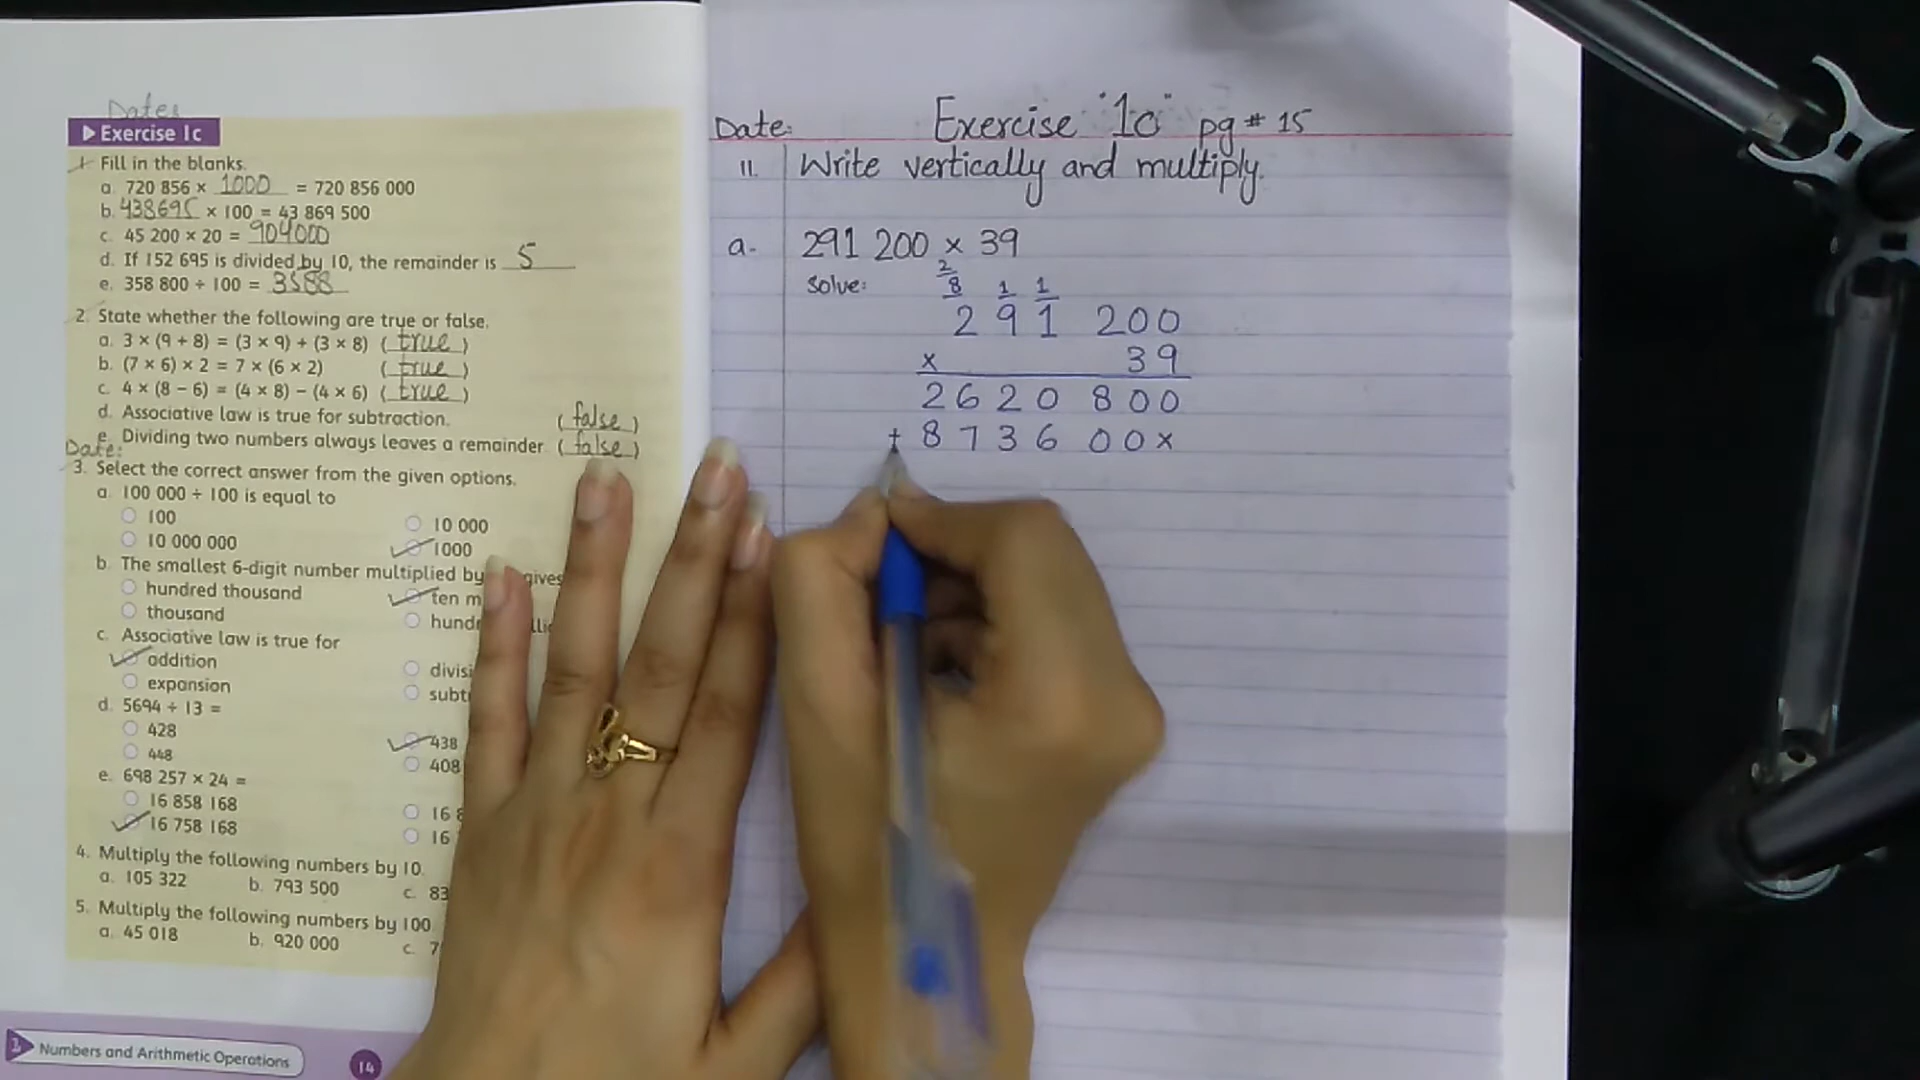 Dates
Exercise 1c
1. Fill in the blanks.
a. 720 856 × 1000 = 720 856 000
b. 438695 × 100 = 43 869 500
c. 45 200 × 20 = 904000
d. If 152 695 is divided by 10, the remainder is 5
e. 358 800 ÷ 100 = 3588
2. State whether the following are true or false.
a. 3 × (9 + 8) = (3 × 9) + (3 × 8) (true)
b. (7 × 6) × 2 = 7 × (6 × 2) (true)
c. 4 × (8 − 6) = (4 × 8) − (4 × 6) (true)
d. Associative law is true for subtraction. (false)
e. Dividing two numbers always leaves a remainder (false)
Date:
3. Select the correct answer from the given options.
a. 100 000 ÷ 100 is equal to
100 10 000
10 000 000 1000
b. The smallest 6-digit number multiplied by gives
hundred thousand ten m
thousand hund
c. Associative law is true for
addition divisi
expansion subt
d. 5694 ÷ 13 =
428 438
448 408
e. 698 257 × 24 =
16 858 168 16 8
16 758 168 16
4. Multiply the following numbers by 10.
a. 105 322 b. 793 500 c. 83
5. Multiply the following numbers by 100.
a. 45 018 b. 920 000 c. 7
Numbers and Arithmetic Operations 14
Date: Exercise "1c" pg # 15
11. Write vertically and multiply.
a. 291 200 × 39
Solve:
2
8 1 1
291 200
× 39
2620 800
+ 8736 00×